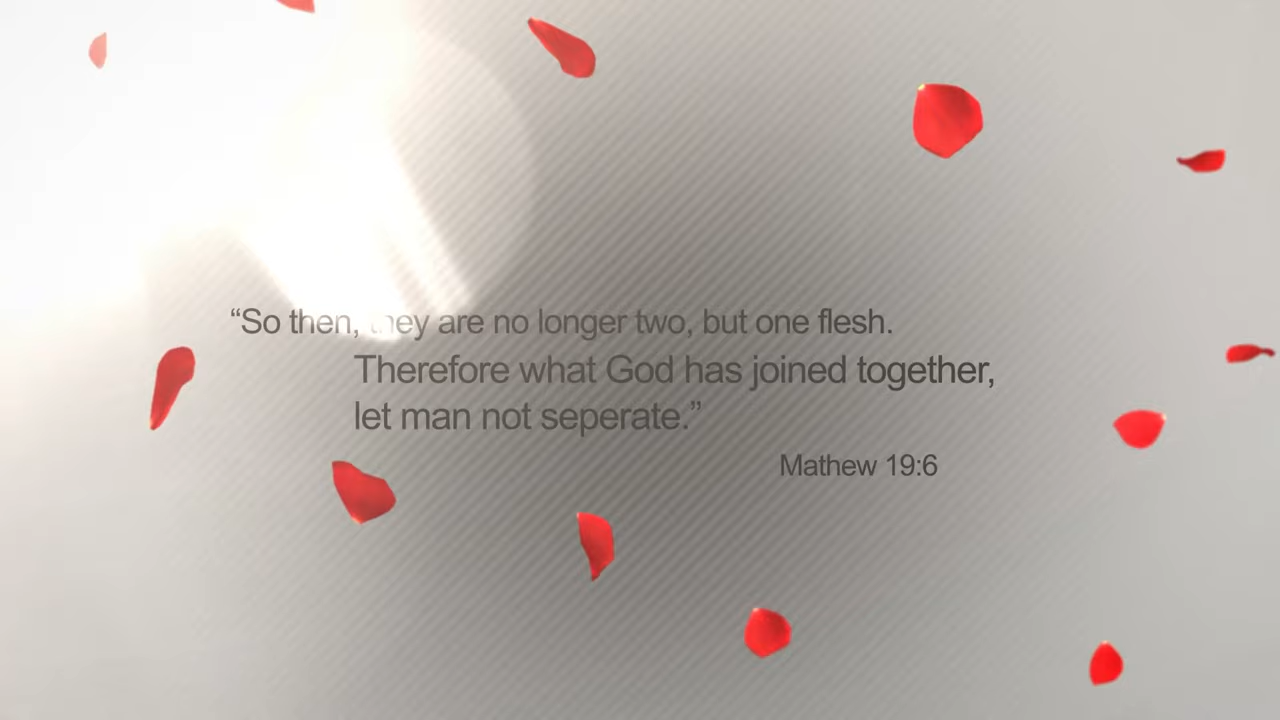 “So then, they are no longer two, but one flesh.
Therefore what God has joined together,
let man not seperate.”
Mathew 19:6